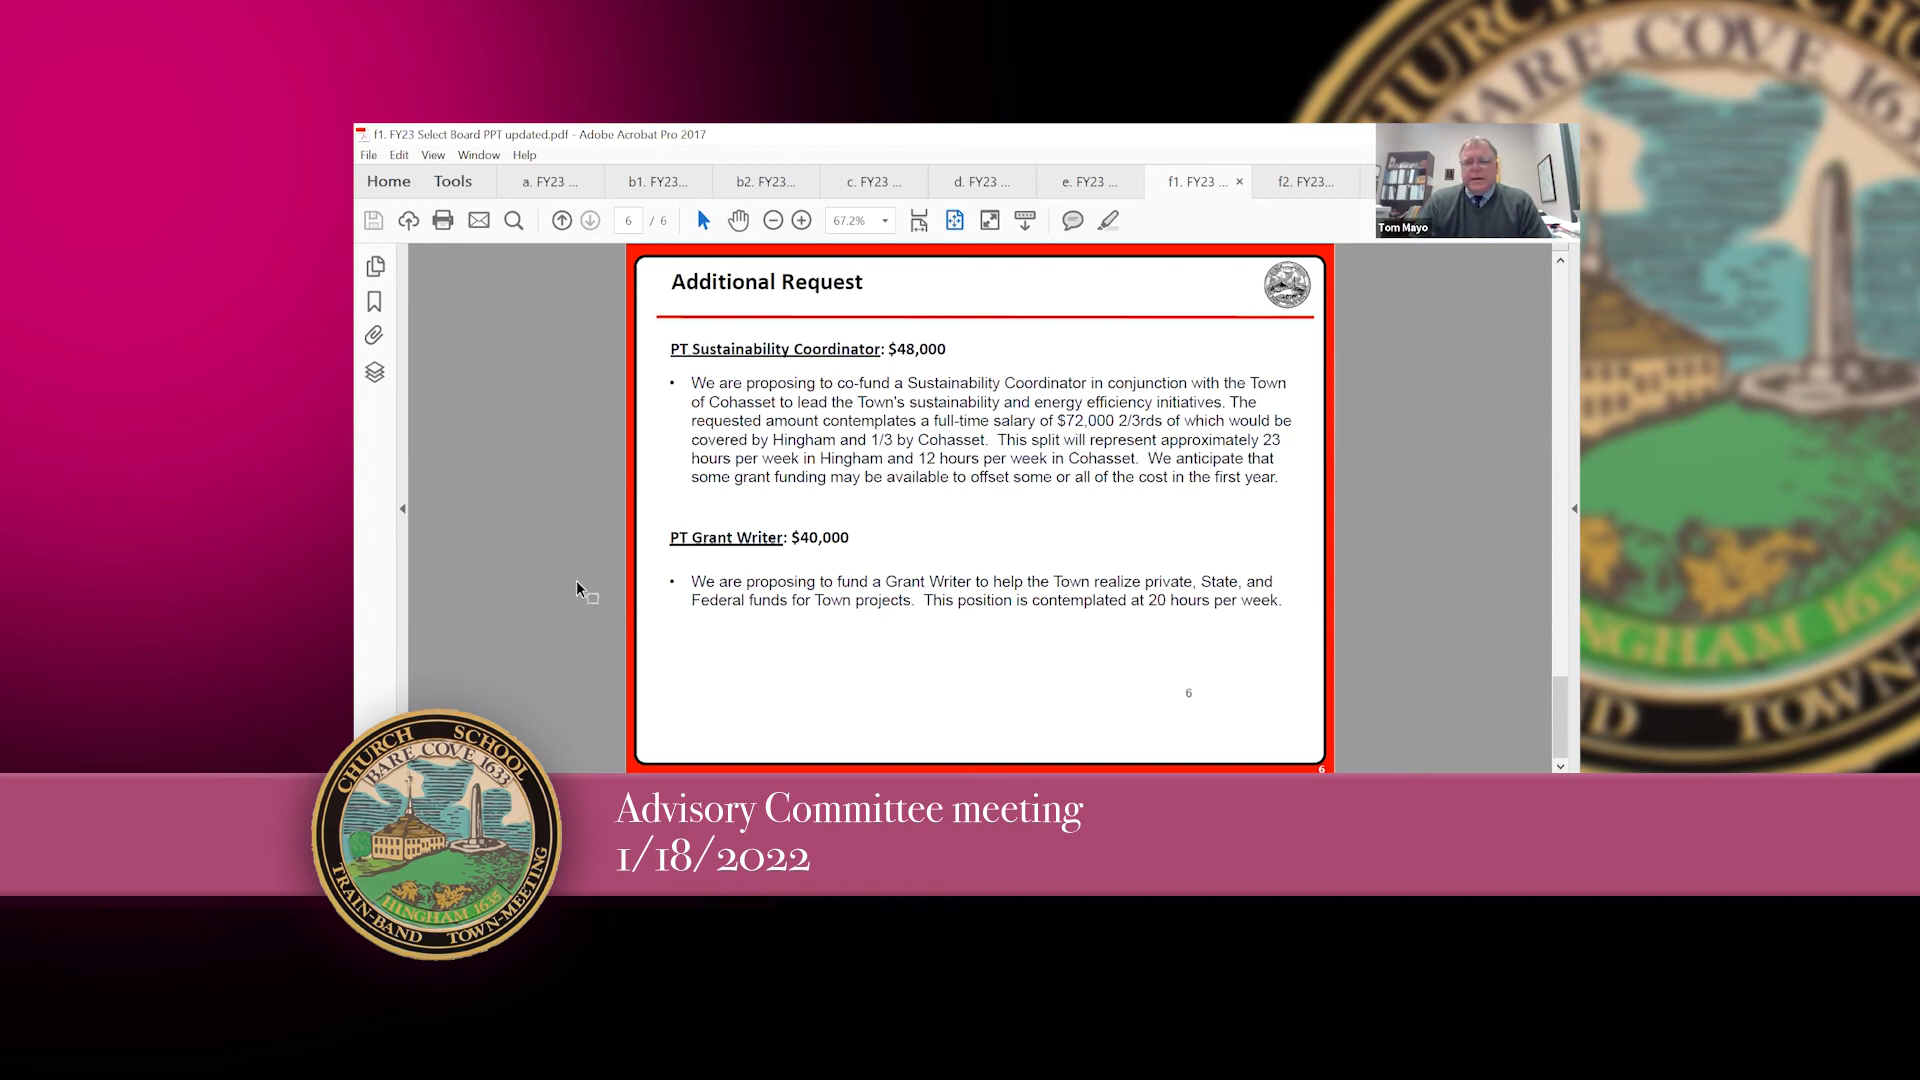 f1. FY23 Select Board PPT updated.pdf - Adobe Acrobat Pro 2017
File Edit View Window Help
Home Tools a. FY23 ... b1. FY23... b2. FY23... c. FY23 ... d. FY23 ... e. FY23 ... f1. FY23 ... × f2. FY23...
6 / 6 67.2%
Tom Mayo
Additional Request
PT Sustainability Coordinator: $48,000
• We are proposing to co-fund a Sustainability Coordinator in conjunction with the Town
of Cohasset to lead the Town's sustainability and energy efficiency initiatives. The
requested amount contemplates a full-time salary of $72,000 2/3rds of which would be
covered by Hingham and 1/3 by Cohasset. This split will represent approximately 23
hours per week in Hingham and 12 hours per week in Cohasset. We anticipate that
some grant funding may be available to offset some or all of the cost in the first year.
PT Grant Writer: $40,000
• We are proposing to fund a Grant Writer to help the Town realize private, State, and
Federal funds for Town projects. This position is contemplated at 20 hours per week.
6
6
CHURCH SCHOOL
BARE COVE 1633
HINGHAM 1635
TRAIN-BAND TOWN-MEETING
Advisory Committee meeting
1/18/2022